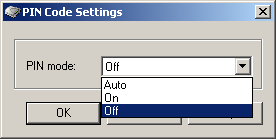 PIN Code Settings
PIN mode: Off
Auto
On
Off
OK